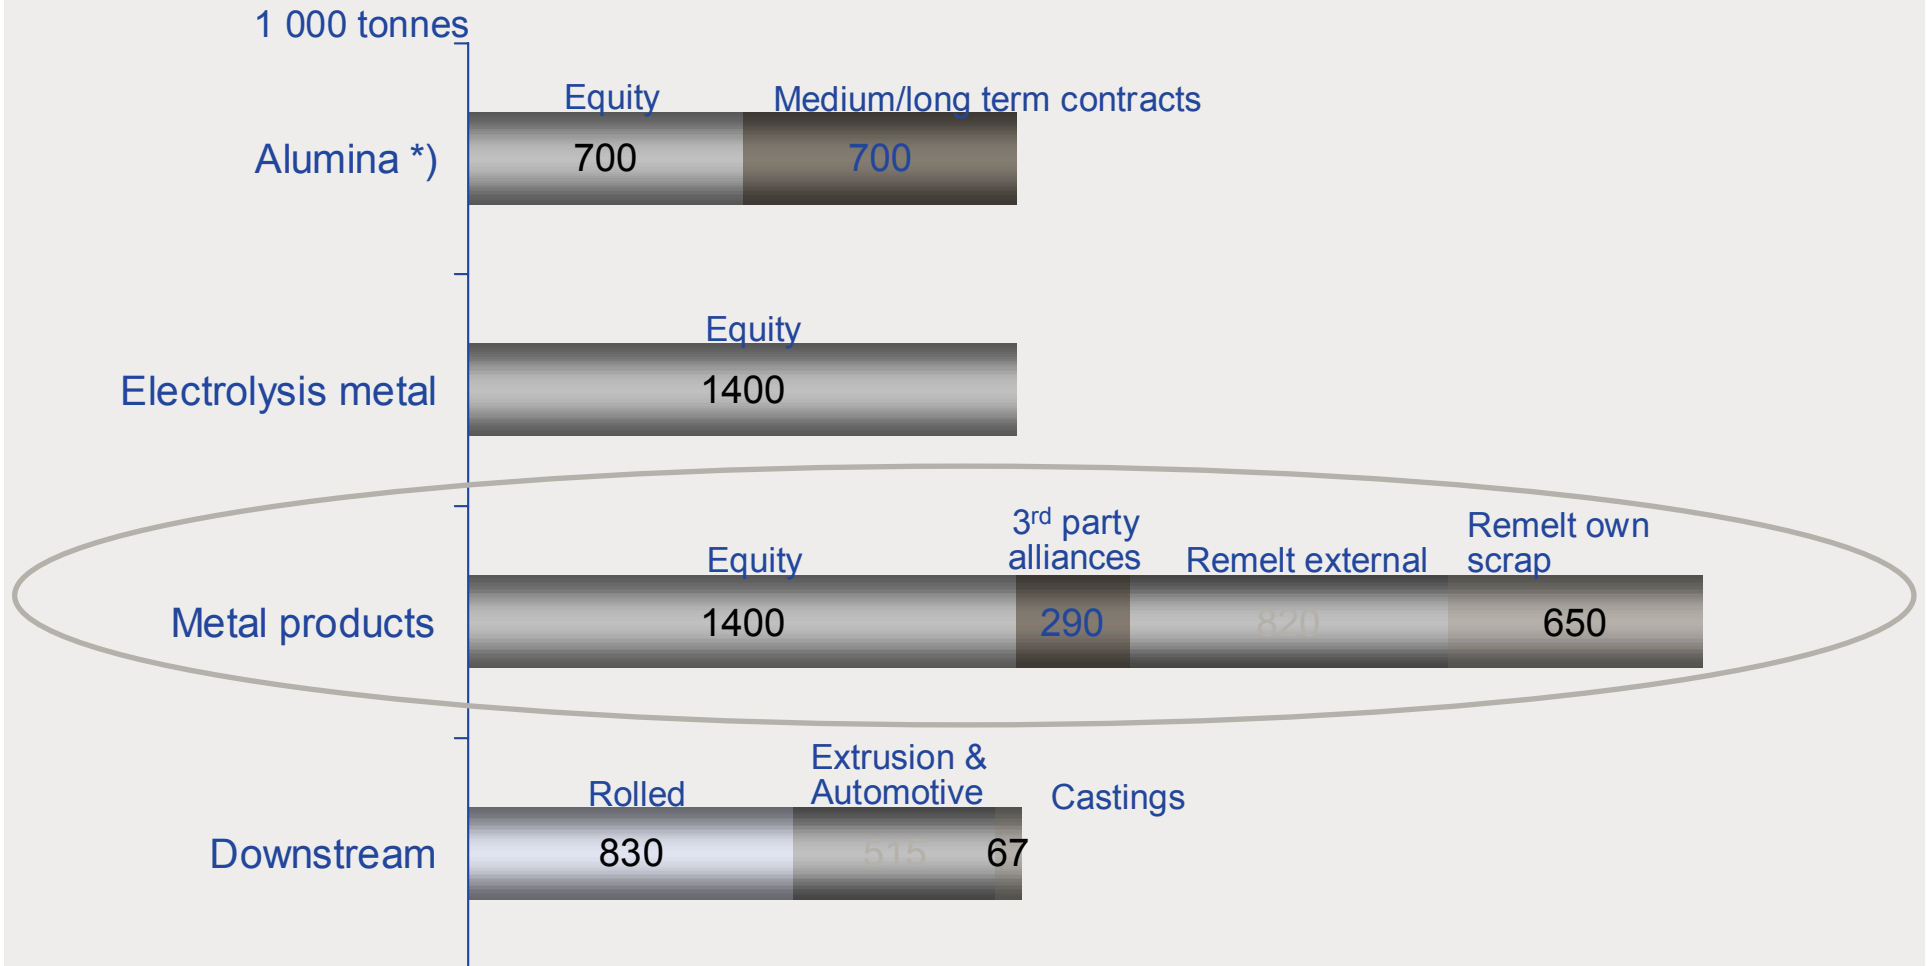 1 000 tonnes
Equity
Medium/long term contracts
Alumina *)
700
700
Equity
Electrolysis metal
1400
3rd party
alliances
Remelt own
scrap
Equity
Remelt external
Metal products
1400
290
820
650
Extrusion &
Automotive
Rolled
Castings
Downstream
830
515
67